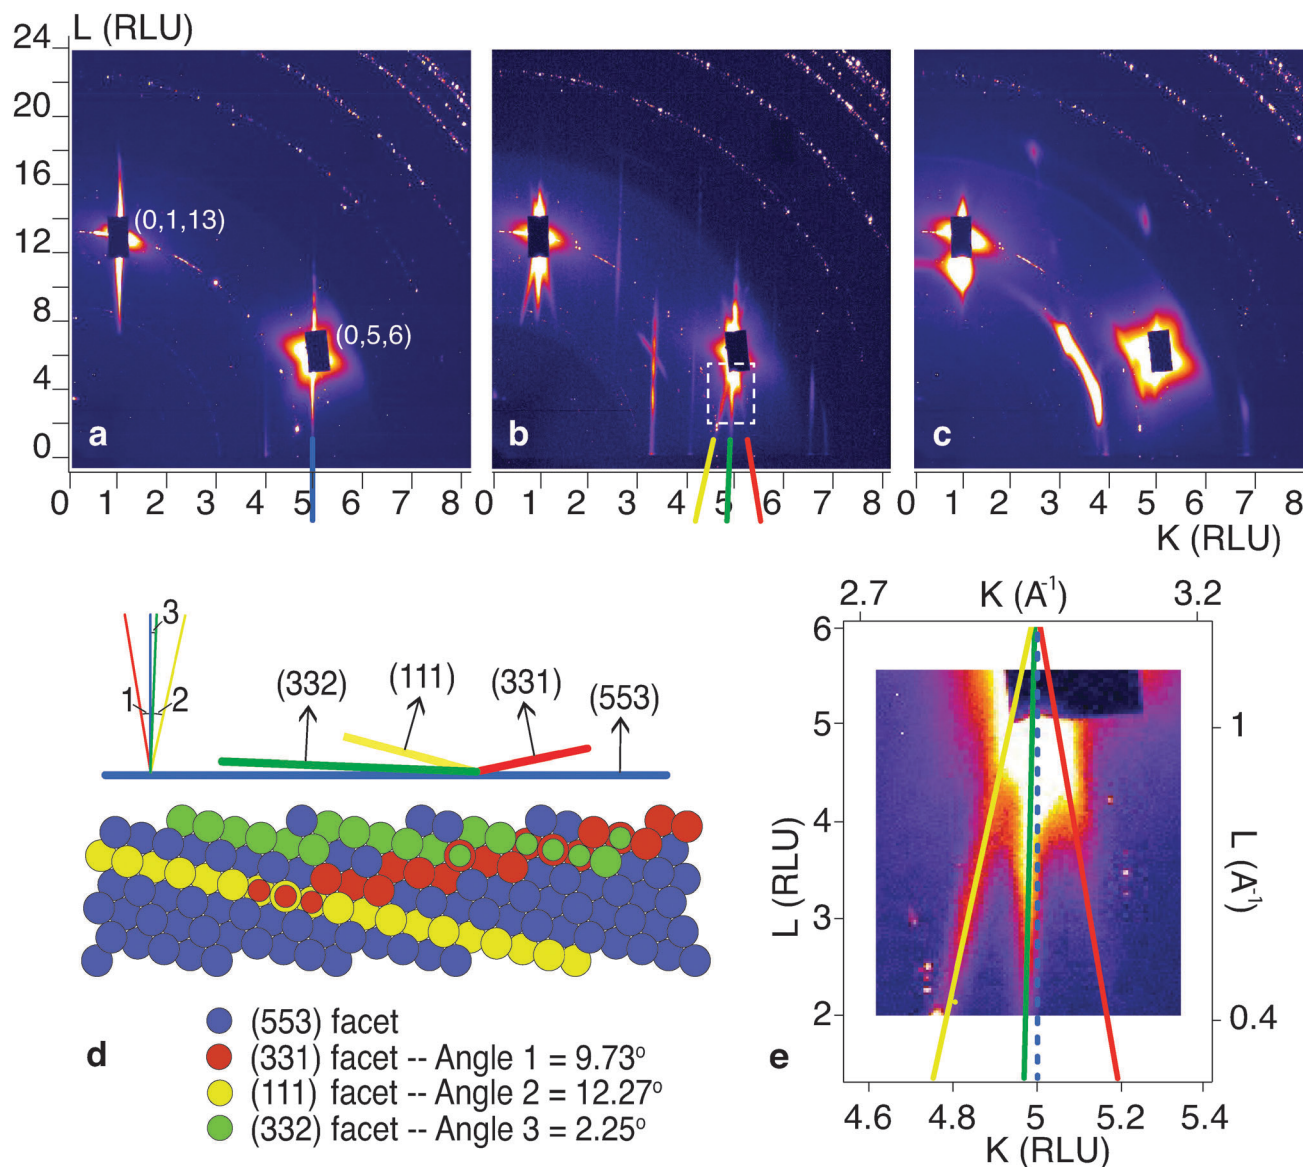 L (RLU)
24
20
16
12
8
4
0
(0,1,13)
(0,5,6)
a
b
c
0 1 2 3 4 5 6 7 8
0 1 2 3 4 5 6 7 8
0 1 2 3 4 5 6 7 8
K (RLU)
3
1
2
(332)
(111)
(331)
(553)
(553) facet
(331) facet -- Angle 1 = 9.73º
(111) facet -- Angle 2 = 12.27º
(332) facet -- Angle 3 = 2.25º
d
2.7
K (A⁻¹)
3.2
6
5
4
3
2
L (RLU)
1
0.4
L (A⁻¹)
e
4.6 4.8 5 5.2 5.4
K (RLU)